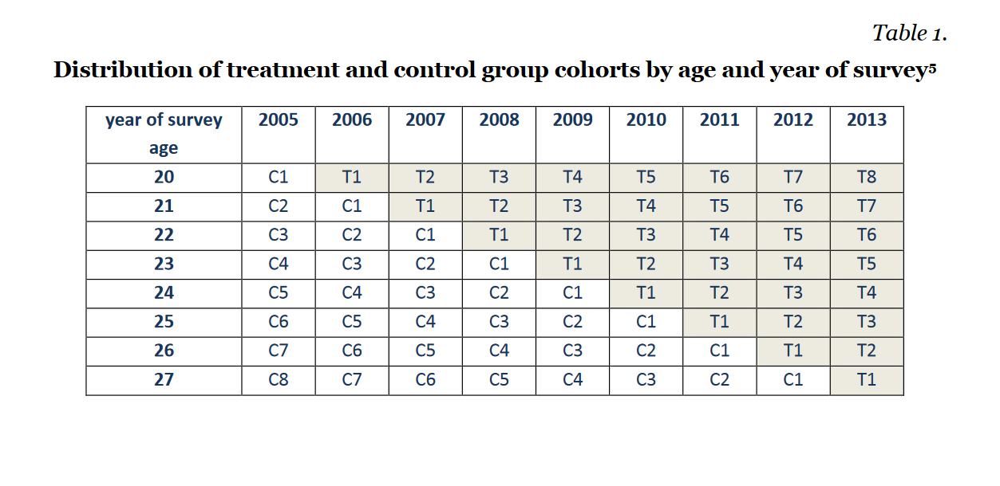 Table 1.
Distribution of treatment and control group cohorts by age and year of survey⁵
year of survey 2005 2006 2007 2008 2009 2010 2011 2012 2013
age
20 C1 T1 T2 T3 T4 T5 T6 T7 T8
21 C2 C1 T1 T2 T3 T4 T5 T6 T7
22 C3 C2 C1 T1 T2 T3 T4 T5 T6
23 C4 C3 C2 C1 T1 T2 T3 T4 T5
24 C5 C4 C3 C2 C1 T1 T2 T3 T4
25 C6 C5 C4 C3 C2 C1 T1 T2 T3
26 C7 C6 C5 C4 C3 C2 C1 T1 T2
27 C8 C7 C6 C5 C4 C3 C2 C1 T1